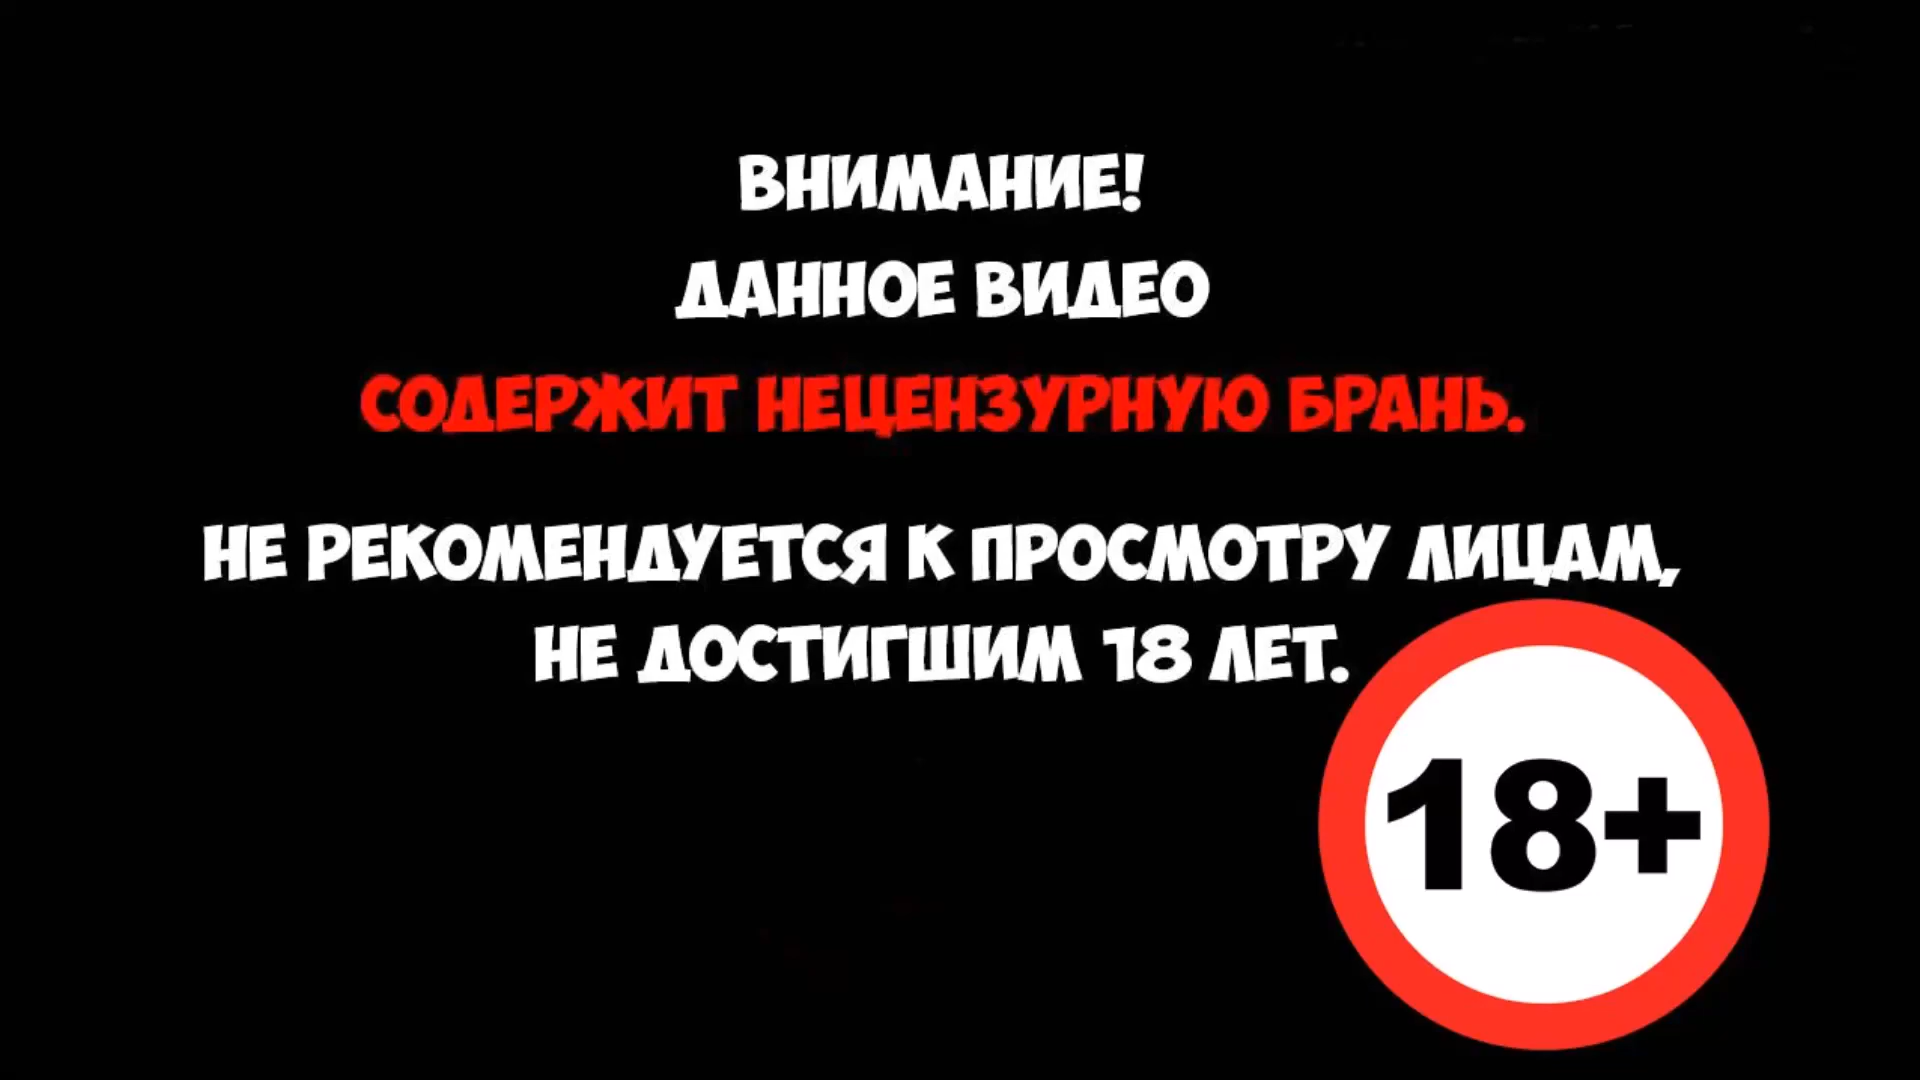 ВНИМАНИЕ!
ДАННОЕ ВИДЕО
СОДЕРЖИТ НЕЦЕНЗУРНУЮ БРАНЬ.
НЕ РЕКОМЕНДУЕТСЯ К ПРОСМОТРУ ЛИЦАМ,
НЕ ДОСТИГШИМ 18 ЛЕТ.
18+